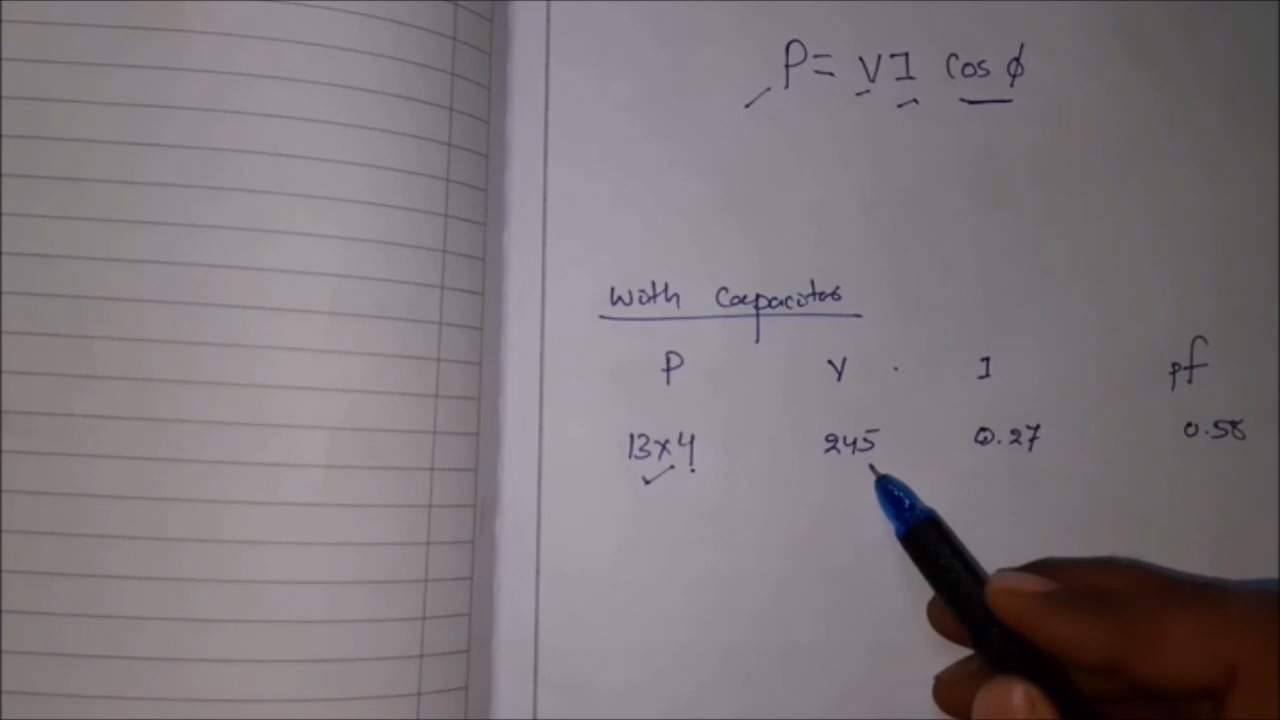 P = VI cos φ
With Capacitor
P V I pf
13x4 245 0.27 0.58